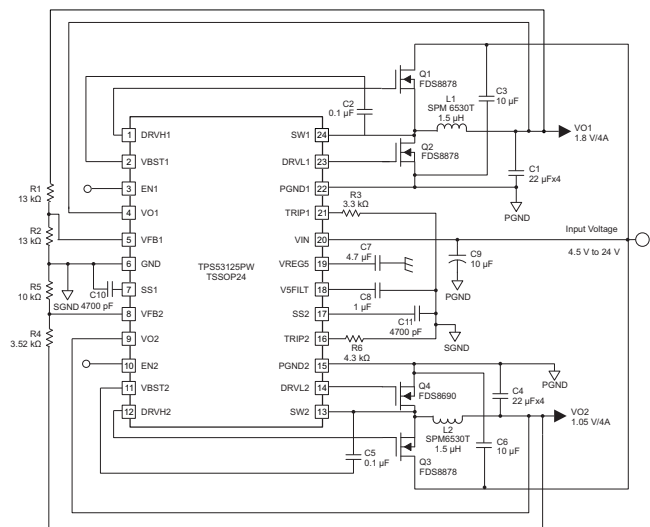 Q1
FDS8878
C3
10 µF
C2
0.1 µF
L1
SPM 6530T
1.5 µH
VO1
1.8 V/4A
1 DRVH1
SW1 24
2 VBST1
DRVL1 23
Q2
FDS8878
3 EN1
PGND1 22
C1
22 µFx4
PGND
R1
13 kΩ
4 VO1
TRIP1 21
R3
3.3 kΩ
R2
13 kΩ
5 VFB1
VIN 20
Input Voltage
4.5 V to 24 V
6 GND
TPS53125PW
TSSOP24
VREG5 19
C7
4.7 µF
C9
10 µF
PGND
R5
10 kΩ
SGND
C10
4700 pF
7 SS1
V5FILT 18
C8
1 µF
8 VFB2
SS2 17
C11
4700 pF
SGND
R4
3.52 kΩ
9 VO2
TRIP2 16
R6
4.3 kΩ
10 EN2
PGND2 15
PGND
11 VBST2
DRVL2 14
Q4
FDS8690
C4
22 µFx4
12 DRVH2
SW2 13
L2
SPM6530T
1.5 µH
VO2
1.05 V/4A
C5
0.1 µF
Q3
FDS8878
C6
10 µF